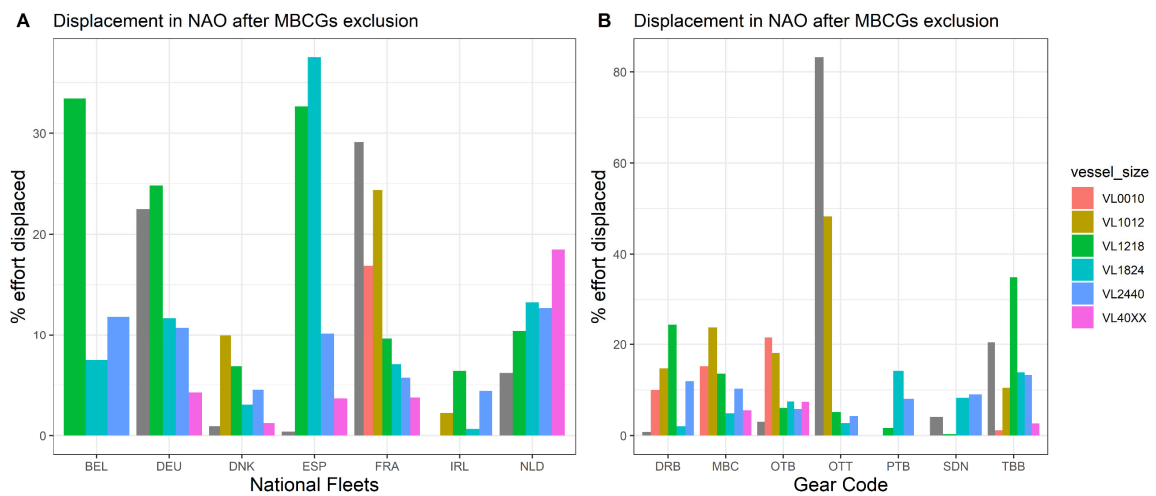 A Displacement in NAO after MBCGs exclusion
% effort displaced
30
20
10
0
BEL DEU DNK ESP FRA IRL NLD
National Fleets
B Displacement in NAO after MBCGs exclusion
% effort displaced
80
60
40
20
0
DRB MBC OTB OTT PTB SDN TBB
Gear Code
vessel_size
VL0010
VL1012
VL1218
VL1824
VL2440
VL40XX